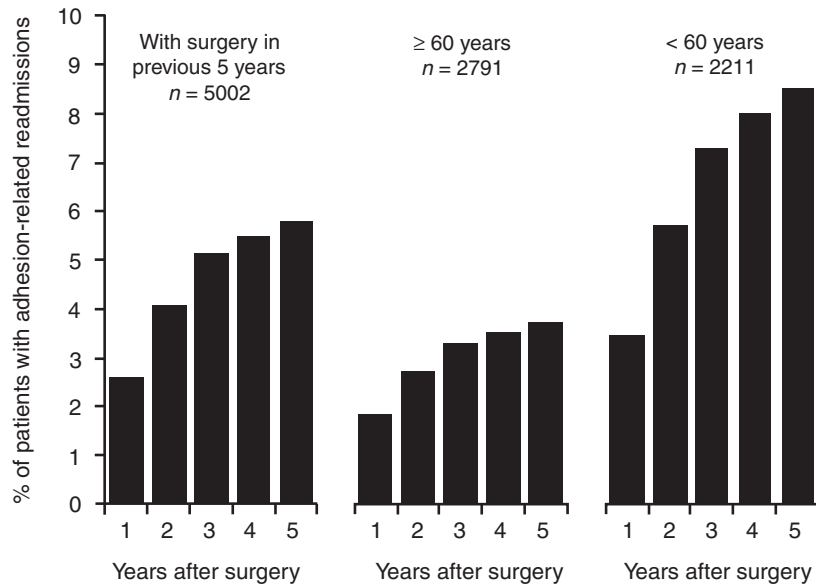 % of patients with adhesion-related readmissions
10
9
8
7
6
5
4
3
2
1
0
With surgery in
previous 5 years
n = 5002
≥ 60 years
n = 2791
< 60 years
n = 2211
1 2 3 4 5
1 2 3 4 5
1 2 3 4 5
Years after surgery
Years after surgery
Years after surgery